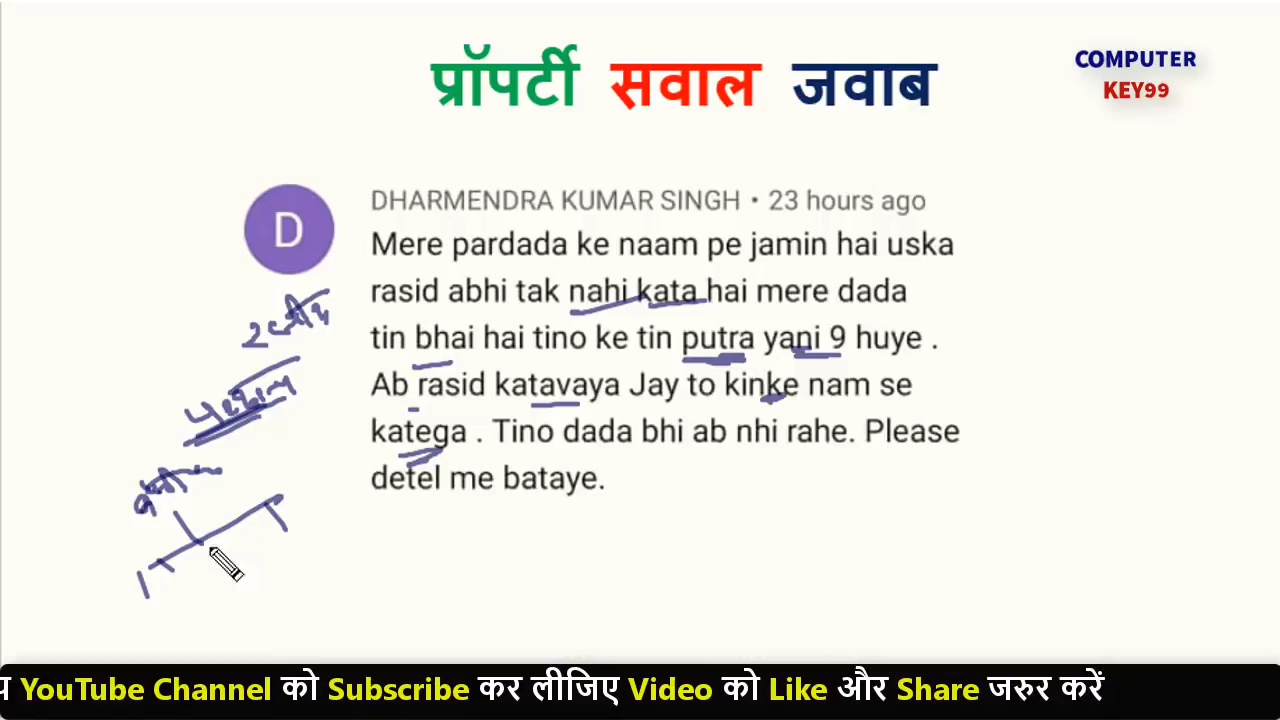 प्रॉपर्टी सवाल जवाब
COMPUTER
KEY99
D
DHARMENDRA KUMAR SINGH • 23 hours ago
Mere pardada ke naam pe jamin hai uska
rasid abhi tak nahi kata hai mere dada
tin bhai hai tino ke tin putra yani 9 huye .
Ab rasid katavaya Jay to kinke nam se
katega . Tino dada bhi ab nhi rahe. Please
detel me bataye.
YouTube Channel को Subscribe कर लीजिए Video को Like और Share जरुर करें